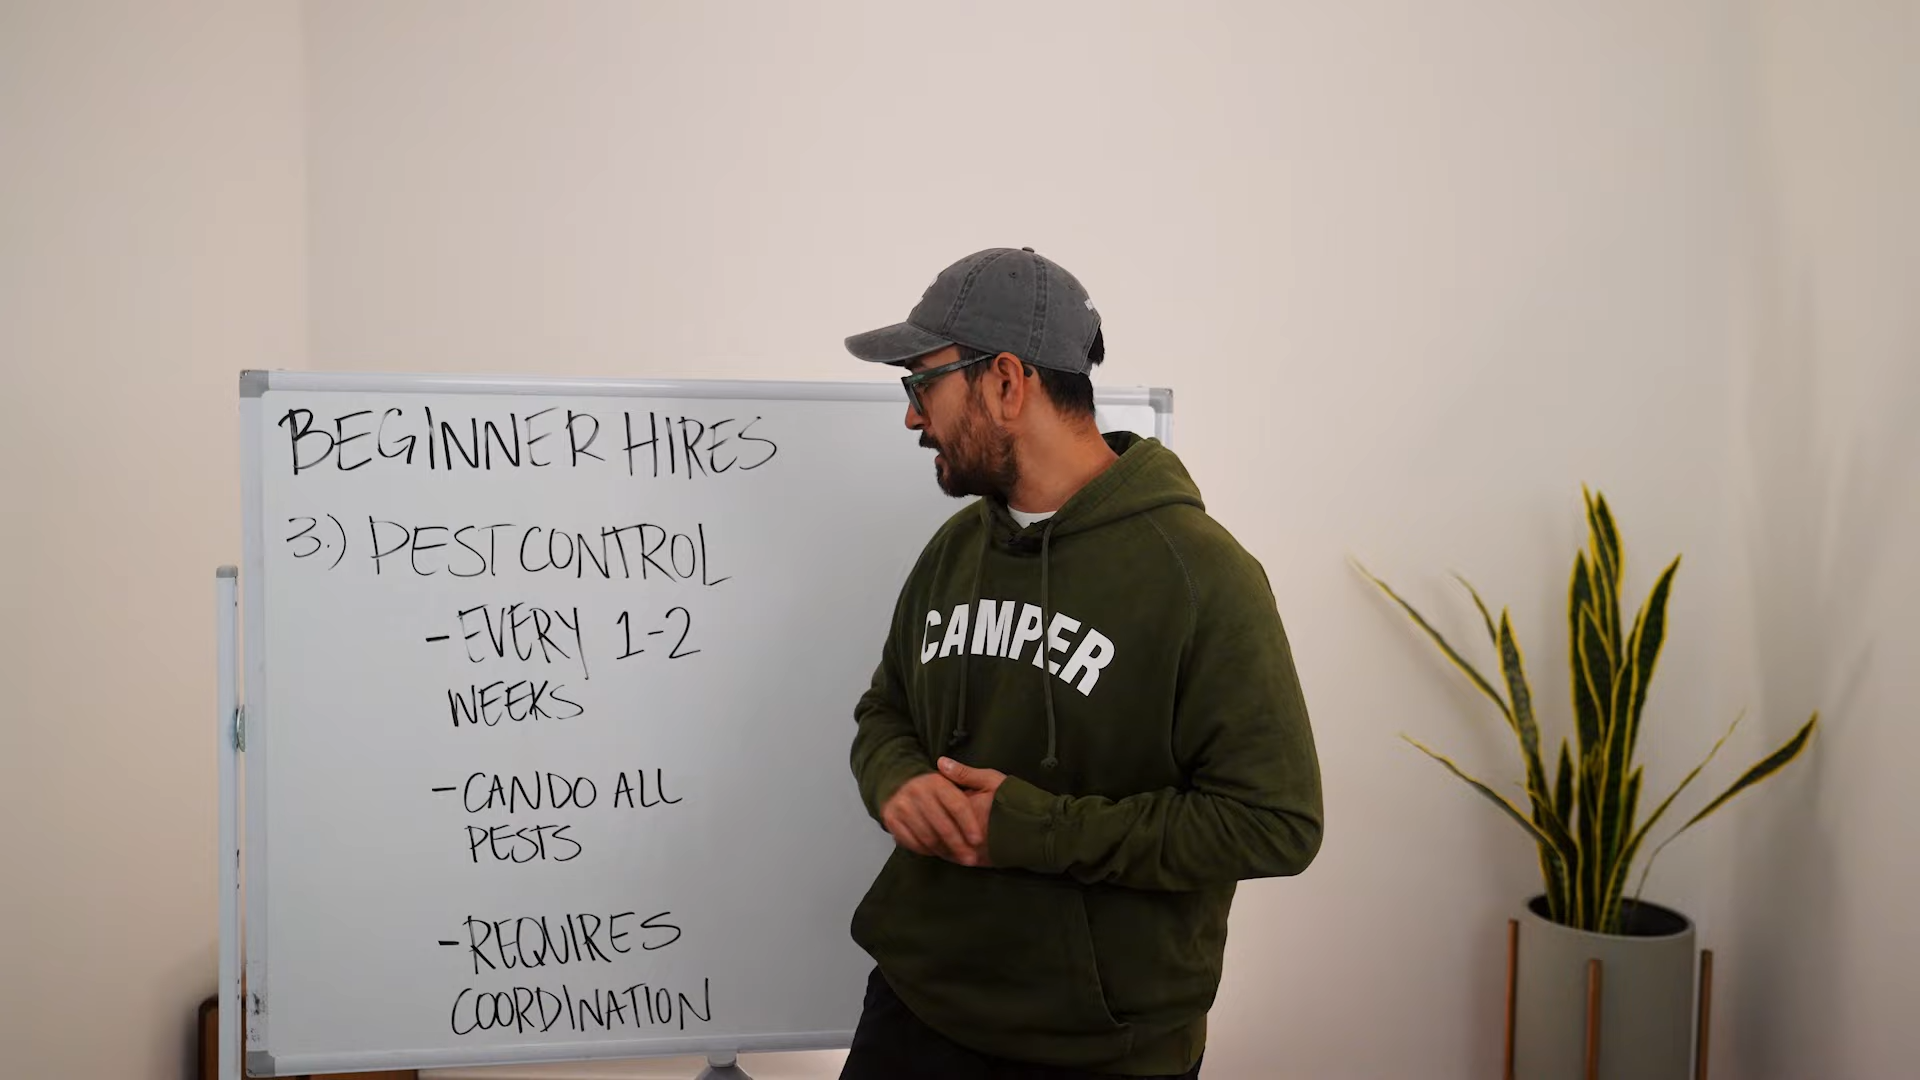 BEGINNER HIRES
3.) PEST CONTROL
- EVERY 1-2
WEEKS
- CAN DO ALL
PESTS
- REQUIRES
COORDINATION
CAMPER